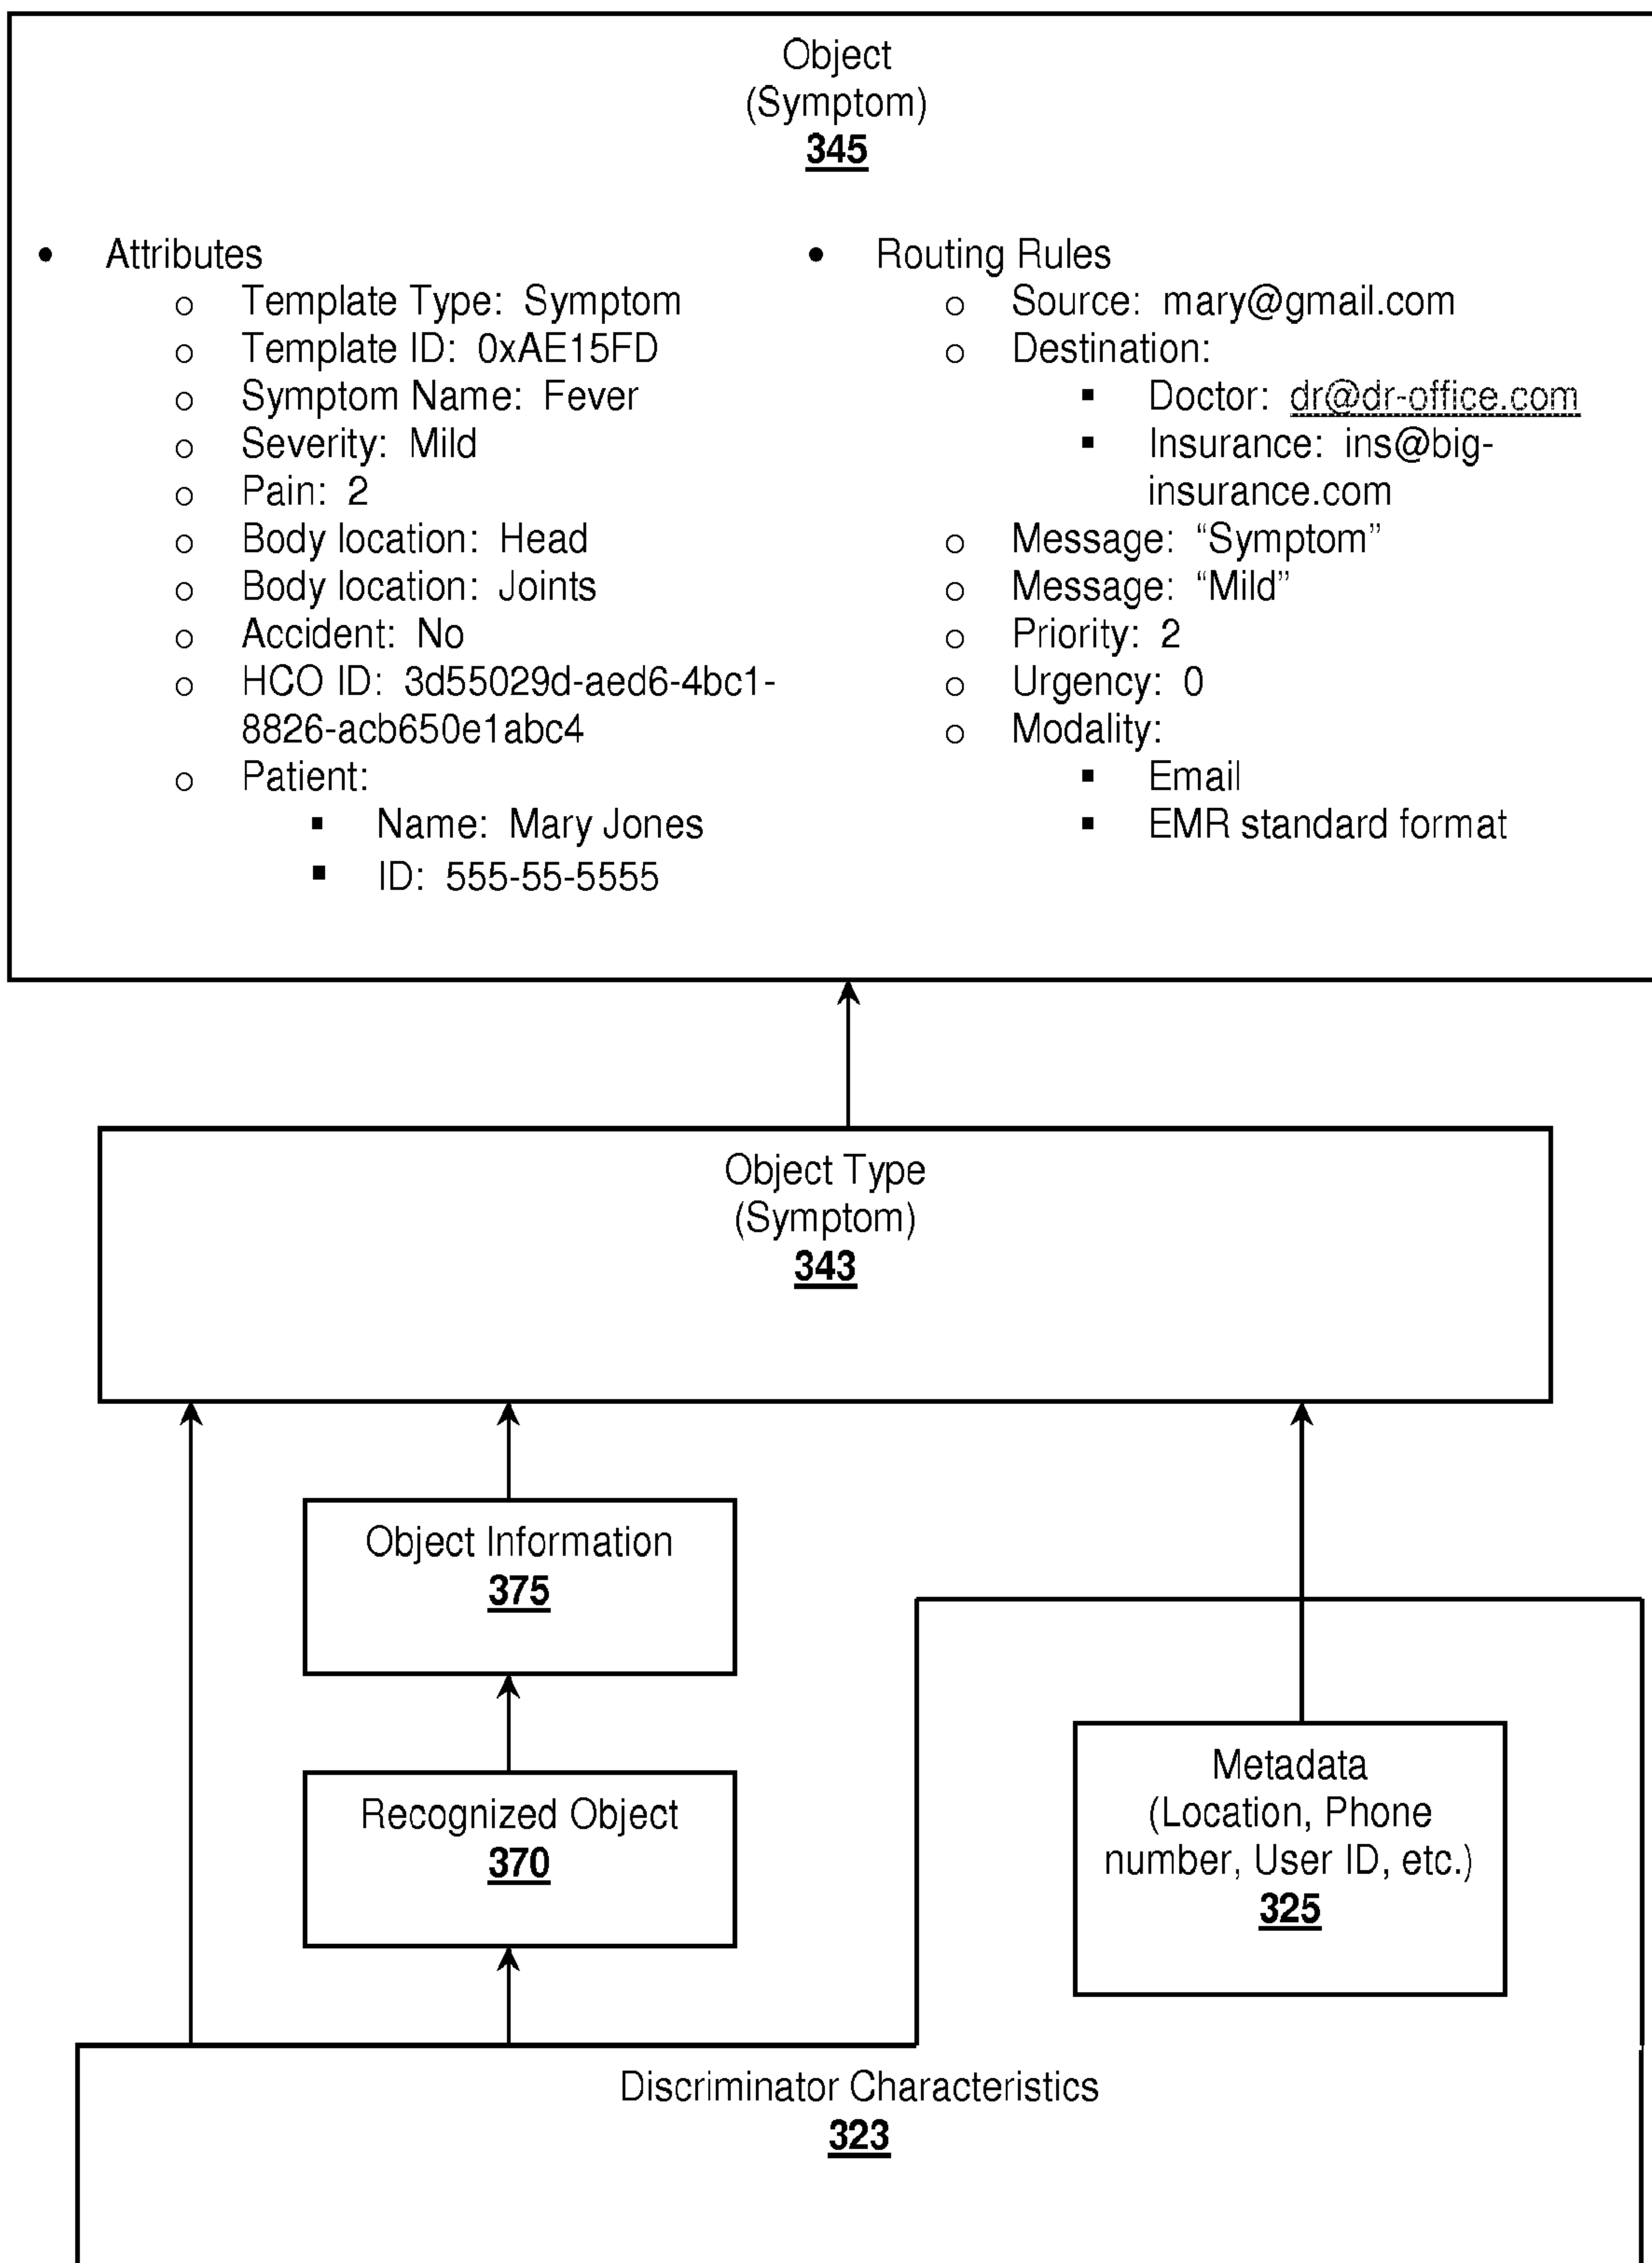 Object
(Symptom)
345
• Attributes
o Template Type: Symptom
o Template ID: 0xAE15FD
o Symptom Name: Fever
o Severity: Mild
o Pain: 2
o Body location: Head
o Body location: Joints
o Accident: No
o HCO ID: 3d55029d-aed6-4bc1-
8826-acb650e1abc4
o Patient:
▪ Name: Mary Jones
▪ ID: 555-55-5555
• Routing Rules
o Source: mary@gmail.com
o Destination:
▪ Doctor: dr@dr-office.com
▪ Insurance: ins@big-
insurance.com
o Message: “Symptom”
o Message: “Mild”
o Priority: 2
o Urgency: 0
o Modality:
▪ Email
▪ EMR standard format
Object Type
(Symptom)
343
Object Information
375
Recognized Object
370
Metadata
(Location, Phone
number, User ID, etc.)
325
Discriminator Characteristics
323